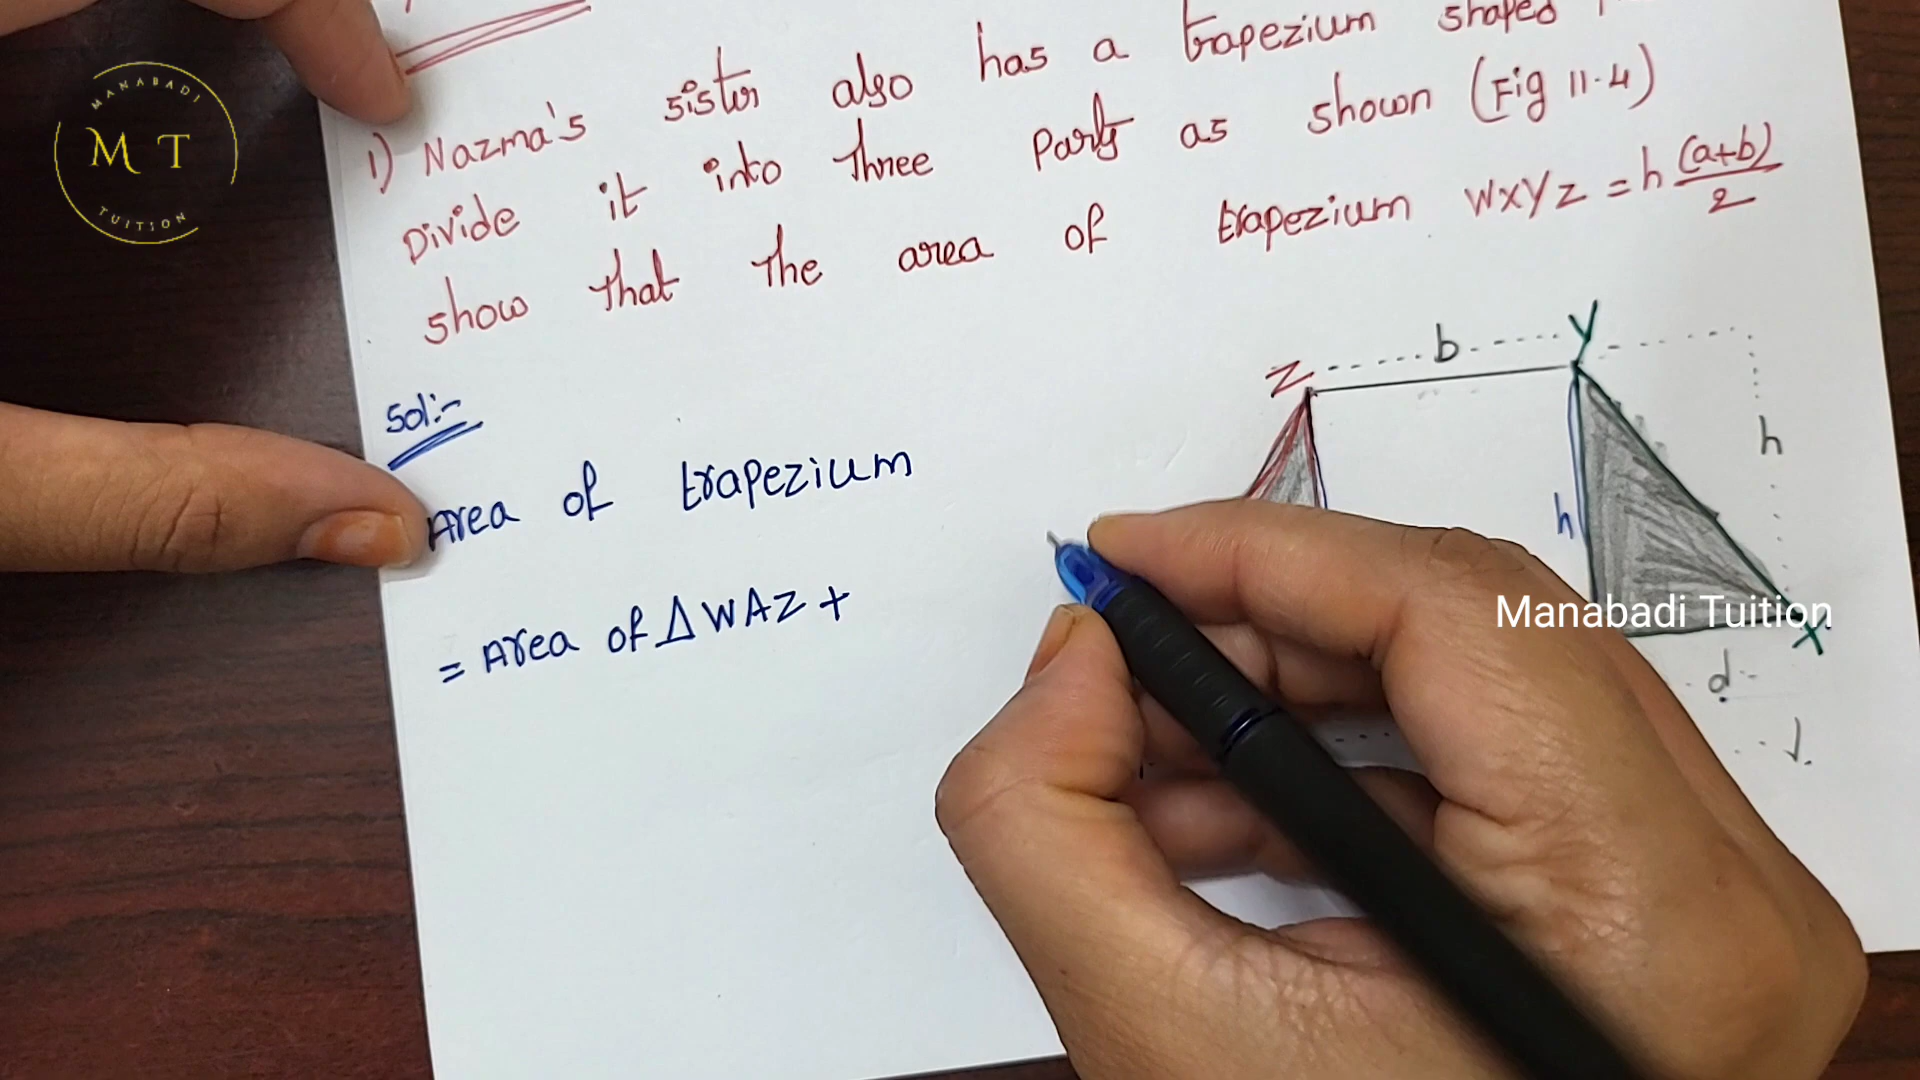 MANABADI
M T
TUITION
1) Nazma's sister also has a trapezium shaped
Divide it into three parts as shown (Fig 11.4)
show that the area of trapezium WXYZ = h (a+b)/2
Sol:-
Area of trapezium
= Area of Δ WAZ +
Z b Y
h
h
Manabadi Tuition
X
d